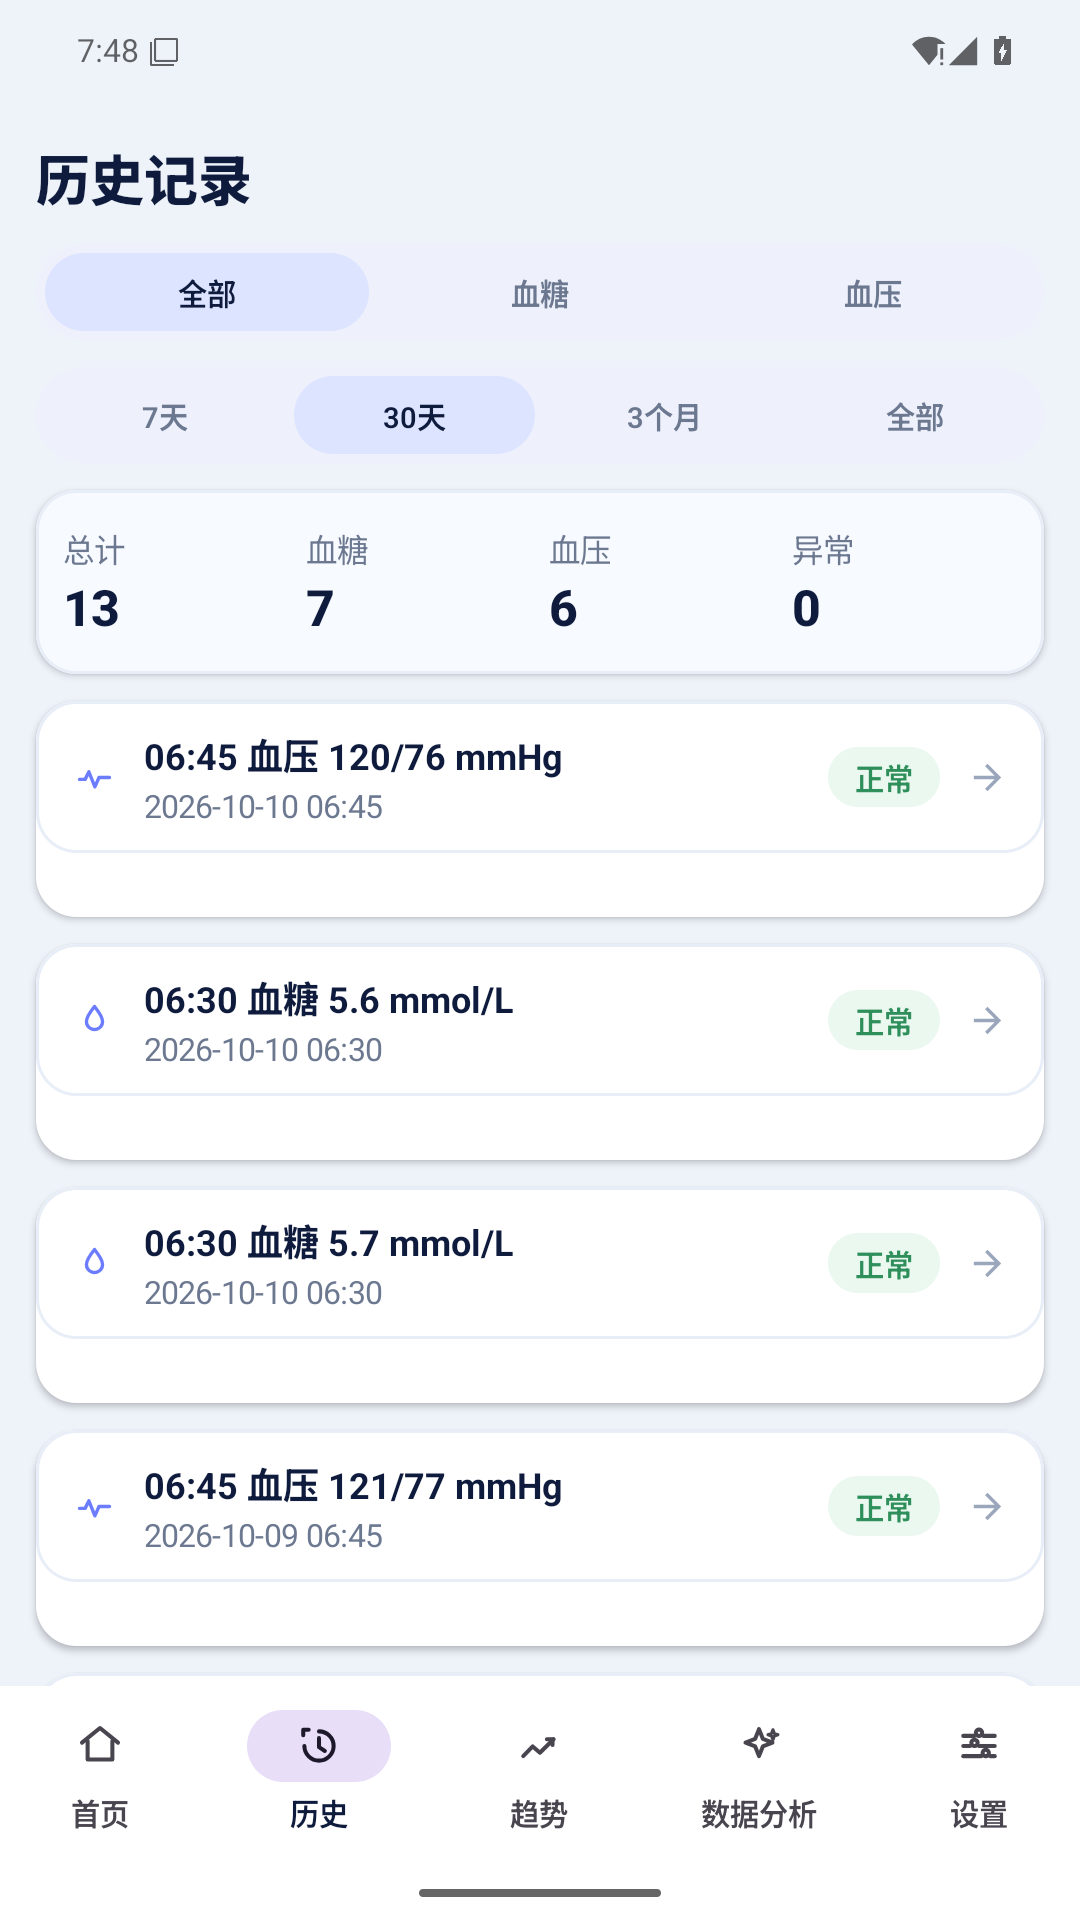 7:48
历史记录
全部 血糖 血压
7天 30天 3个月 全部
总计 血糖 血压 异常
13 7 6 0
06:45 血压 120/76 mmHg
2026-10-10 06:45
正常
06:30 血糖 5.6 mmol/L
2026-10-10 06:30
正常
06:30 血糖 5.7 mmol/L
2026-10-10 06:30
正常
06:45 血压 121/77 mmHg
2026-10-09 06:45
正常
首页 历史 趋势 数据分析 设置